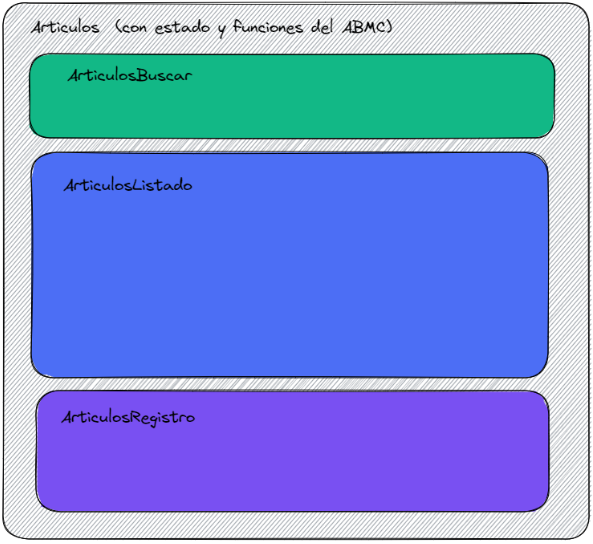 Articulos (con estado y funciones del ABMC)
ArticulosBuscar
ArticulosListado
ArticulosRegistro